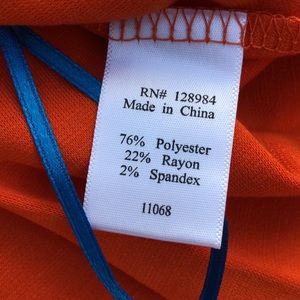 RN# 128984
Made in China
76% Polyester
22% Rayon
2% Spandex
11068